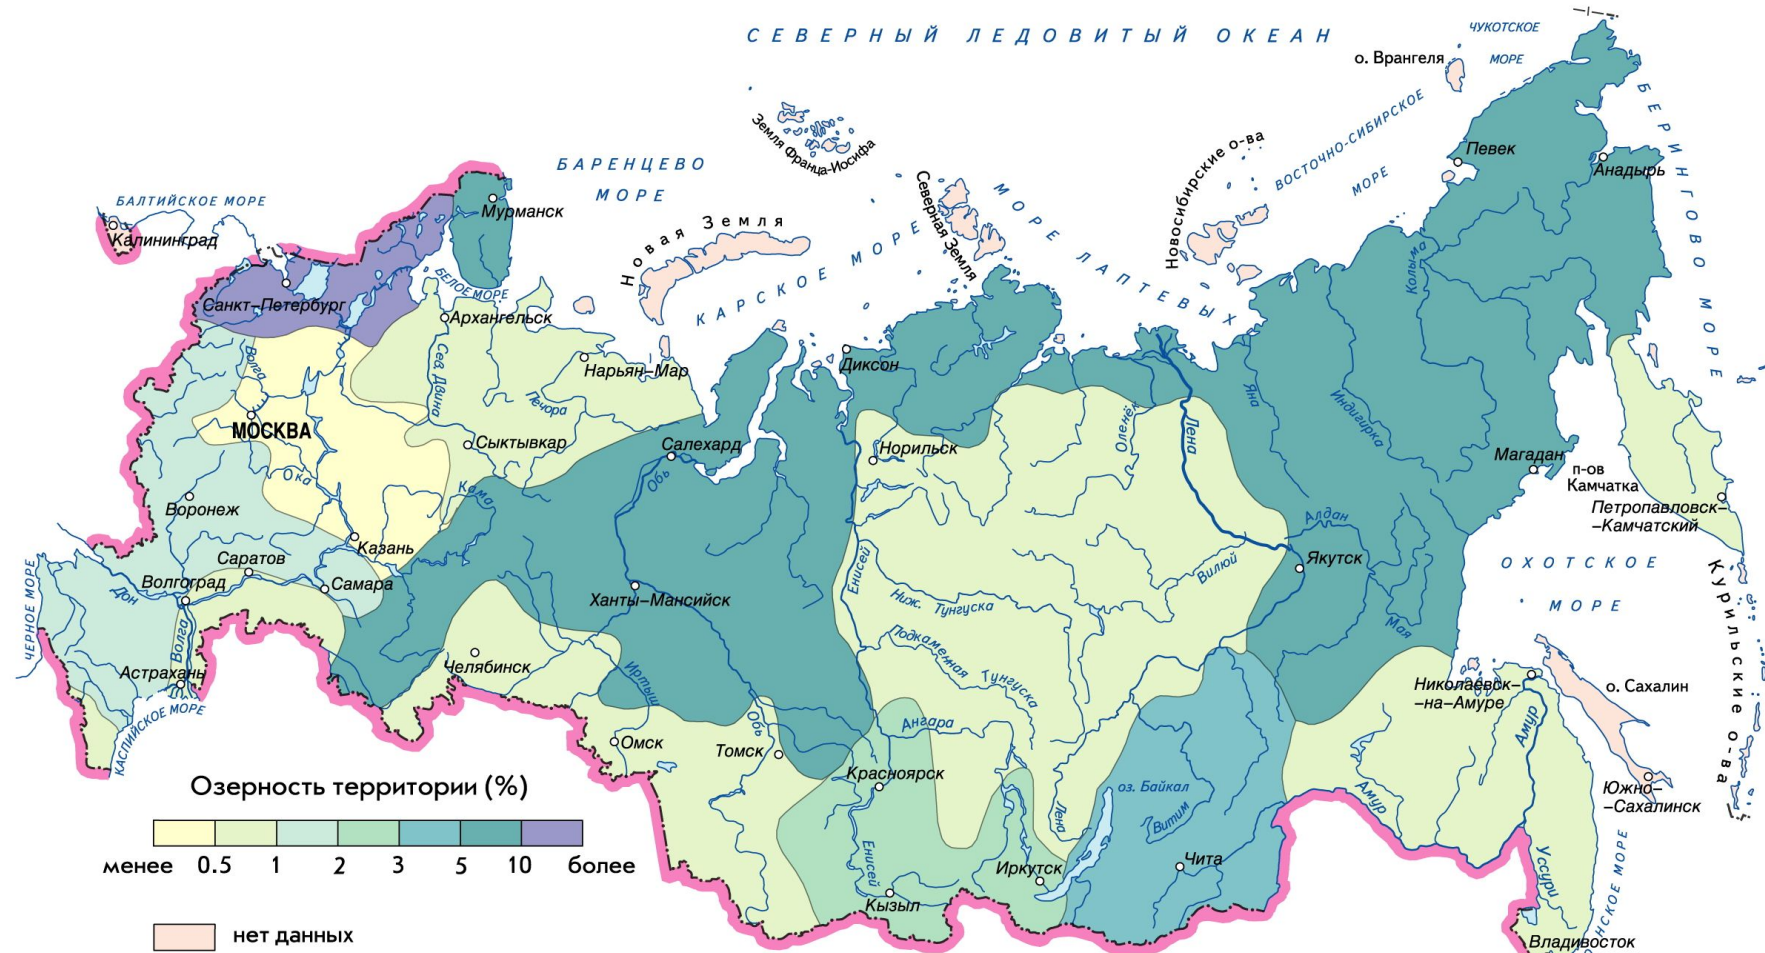 СЕВЕРНЫЙ ЛЕДОВИТЫЙ ОКЕАН
ЧУКОТСКОЕ
МОРЕ
о. Врангеля
БЕРИНГОВО МОРЕ
ВОСТОЧНО-СИБИРСКОЕ
МОРЕ
Земля Франца-Иосифа
Новосибирские о-ва
Певек
Анадырь
БАРЕНЦЕВО
МОРЕ
Северная Земля
МОРЕ ЛАПТЕВЫХ
БАЛТИЙСКОЕ МОРЕ
Мурманск
Калининград
Новая Земля
КАРСКОЕ МОРЕ
Колыма
БЕЛОЕ МОРЕ
Санкт-Петербург
Архангельск
Волга
Сев. Двина
Нарьян-Мар
Печора
Диксон
Оленёк
Лена
Яна
Индигирка
МОСКВА
Сыктывкар
Салехард
Норильск
Магадан
п-ов
Камчатка
Ока
Кама
Обь
Воронеж
Алдан
Петропавловск-
-Камчатский
Казань
Саратов
Якутск
ОХОТСКОЕ
МОРЕ
Волгоград
Самара
Енисей
Вилюй
Дон
Ханты-Мансийск
Ниж. Тунгуска
ЧЕРНОЕ МОРЕ
Волга
Подкаменная Тунгуска
Мая
Курильские о-ва
Астрахань
Челябинск
Иртыш
Николаевск-
-на-Амуре
о. Сахалин
КАСПИЙСКОЕ МОРЕ
Обь
Ангара
Амур
Омск
Томск
Красноярск
оз. Байкал
Витим
Лена
Амур
Южно-
-Сахалинск
Озерность территории (%)
менее 0.5 1 2 3 5 10 более
Енисей
Иркутск
Чита
Уссури
Кызыл
нет данных
Владивосток
МОРЕ